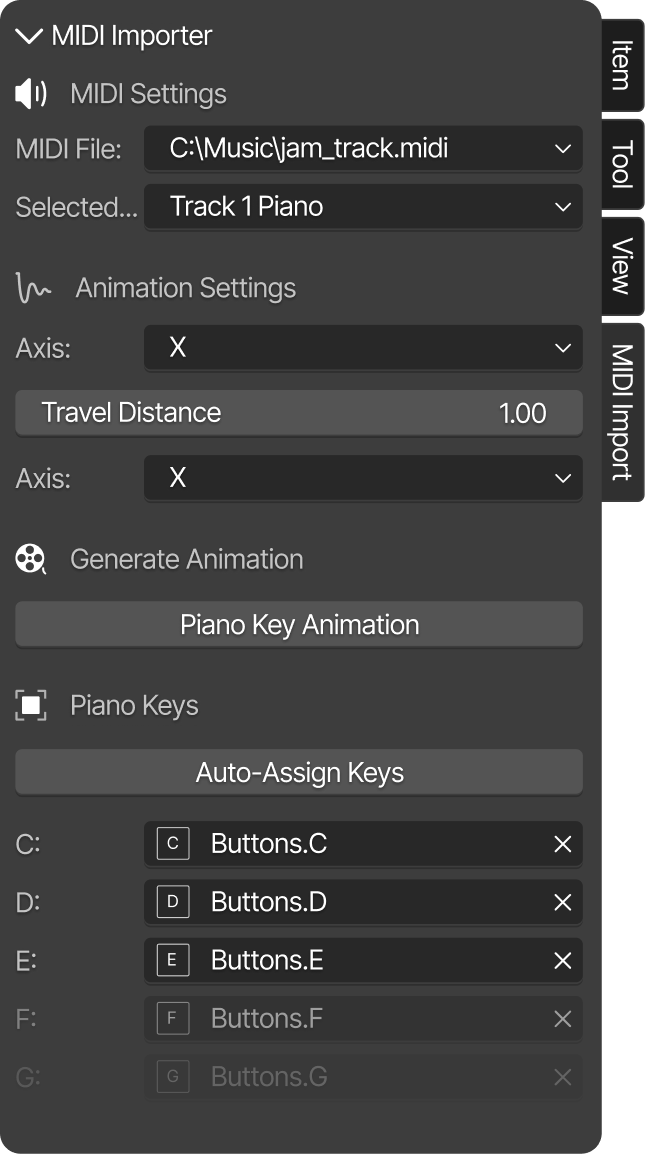 MIDI Importer
MIDI Settings
MIDI File: C:\Music\jam_track.midi
Selected... Track 1 Piano
Animation Settings
Axis: X
Travel Distance 1.00
Axis: X
Generate Animation
Piano Key Animation
Piano Keys
Auto-Assign Keys
C: C Buttons.C
D: D Buttons.D
E: E Buttons.E
F: F Buttons.F
G: G Buttons.G
Item
Tool
View
MIDI Import